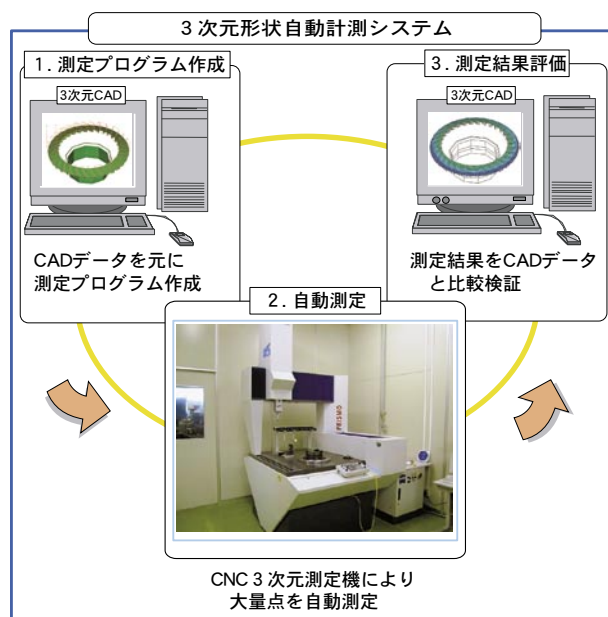 3次元形状自動計測システム
1. 測定プログラム作成
3次元CAD
CADデータを元に
測定プログラム作成
3. 測定結果評価
3次元CAD
測定結果をCADデータ
と比較検証
2. 自動測定
PRISMO
CNC 3 次元測定機により
大量点を自動測定